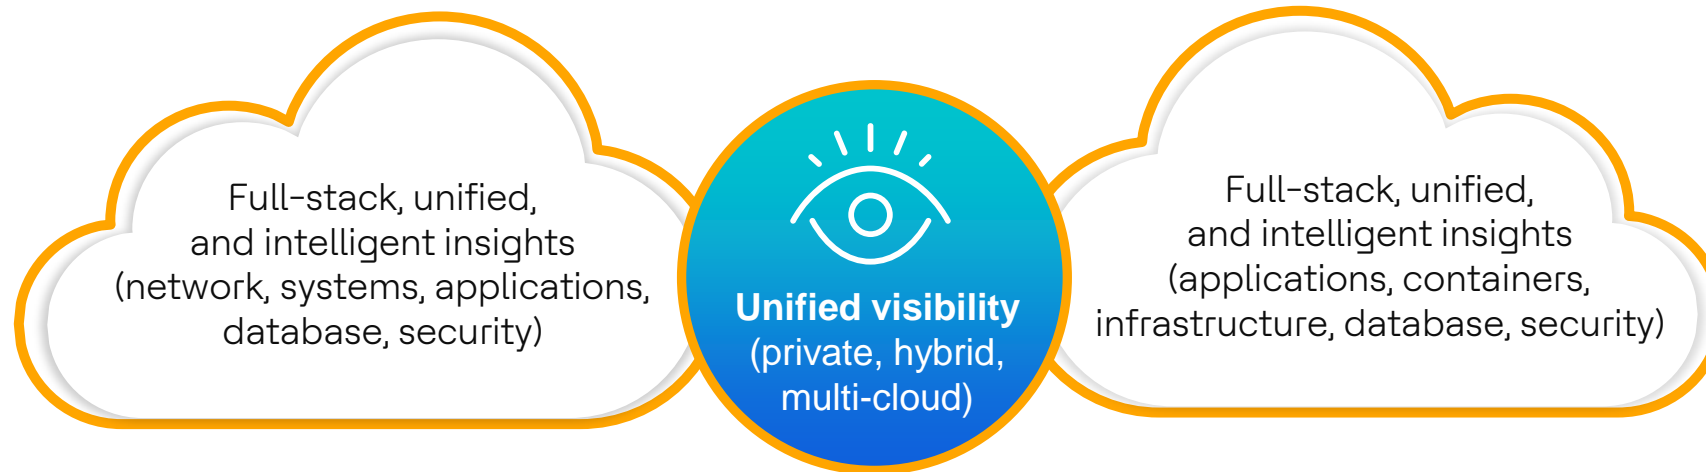 Full-stack, unified,
and intelligent insights
(network, systems, applications,
database, security)
Unified visibility
(private, hybrid,
multi-cloud)
Full-stack, unified,
and intelligent insights
(applications, containers,
infrastructure, database, security)